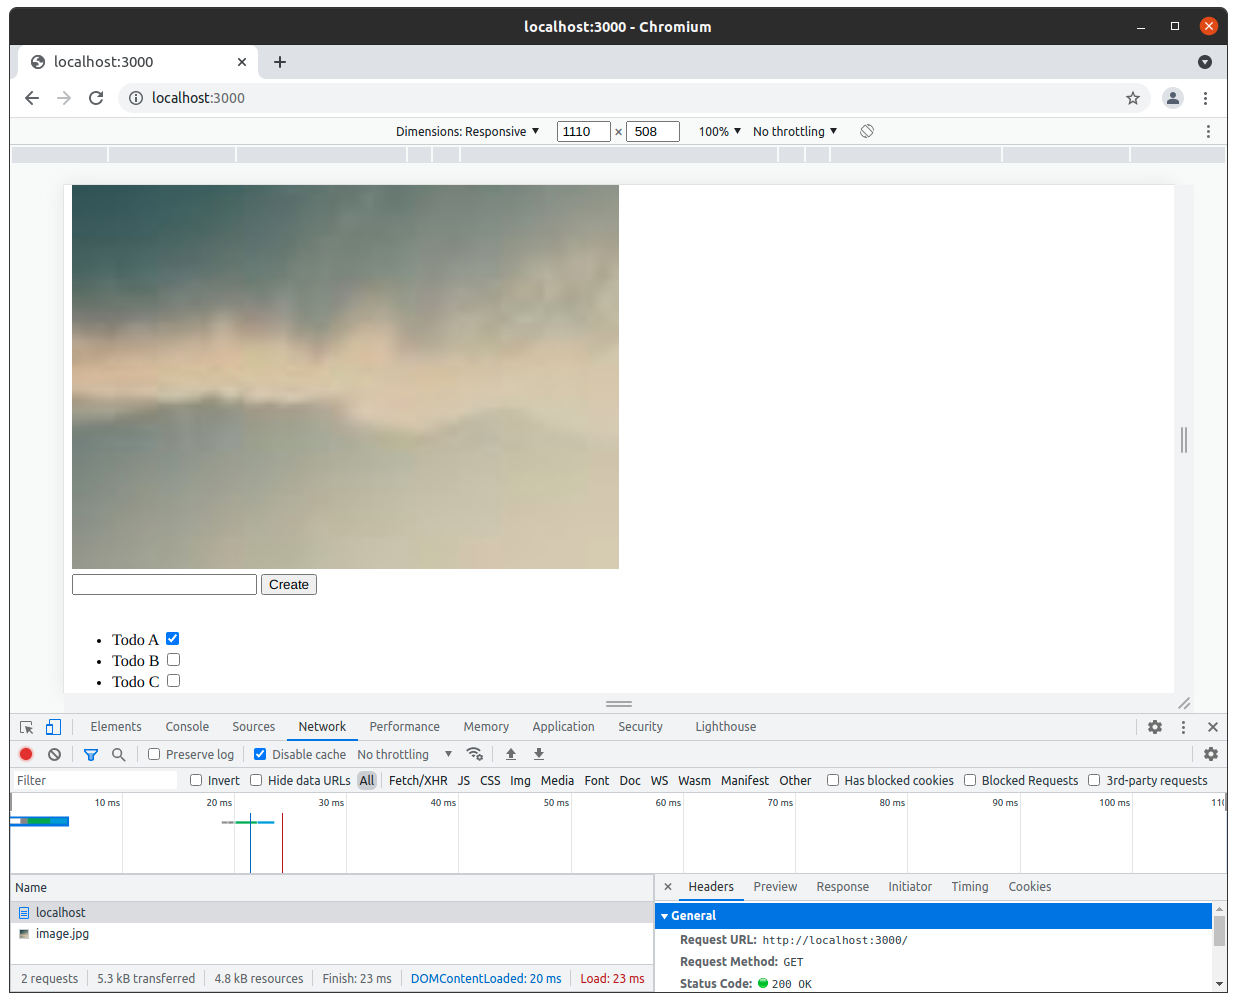 localhost:3000 - Chromium
localhost:3000
localhost:3000
Dimensions: Responsive ▼ 1110 × 508 100% ▼ No throttling ▼
Create
• Todo A
• Todo B
• Todo C
Elements Console Sources Network Performance Memory Application Security Lighthouse
Preserve log Disable cache No throttling ▼
Filter Invert Hide data URLs All Fetch/XHR JS CSS Img Media Font Doc WS Wasm Manifest Other Has blocked cookies Blocked Requests 3rd-party requests
10 ms 20 ms 30 ms 40 ms 50 ms 60 ms 70 ms 80 ms 90 ms 100 ms 110
Name
localhost
image.jpg
2 requests 5.3 kB transferred 4.8 kB resources Finish: 23 ms DOMContentLoaded: 20 ms Load: 23 ms
Headers Preview Response Initiator Timing Cookies
General
Request URL: http://localhost:3000/
Request Method: GET
Status Code: 200 OK